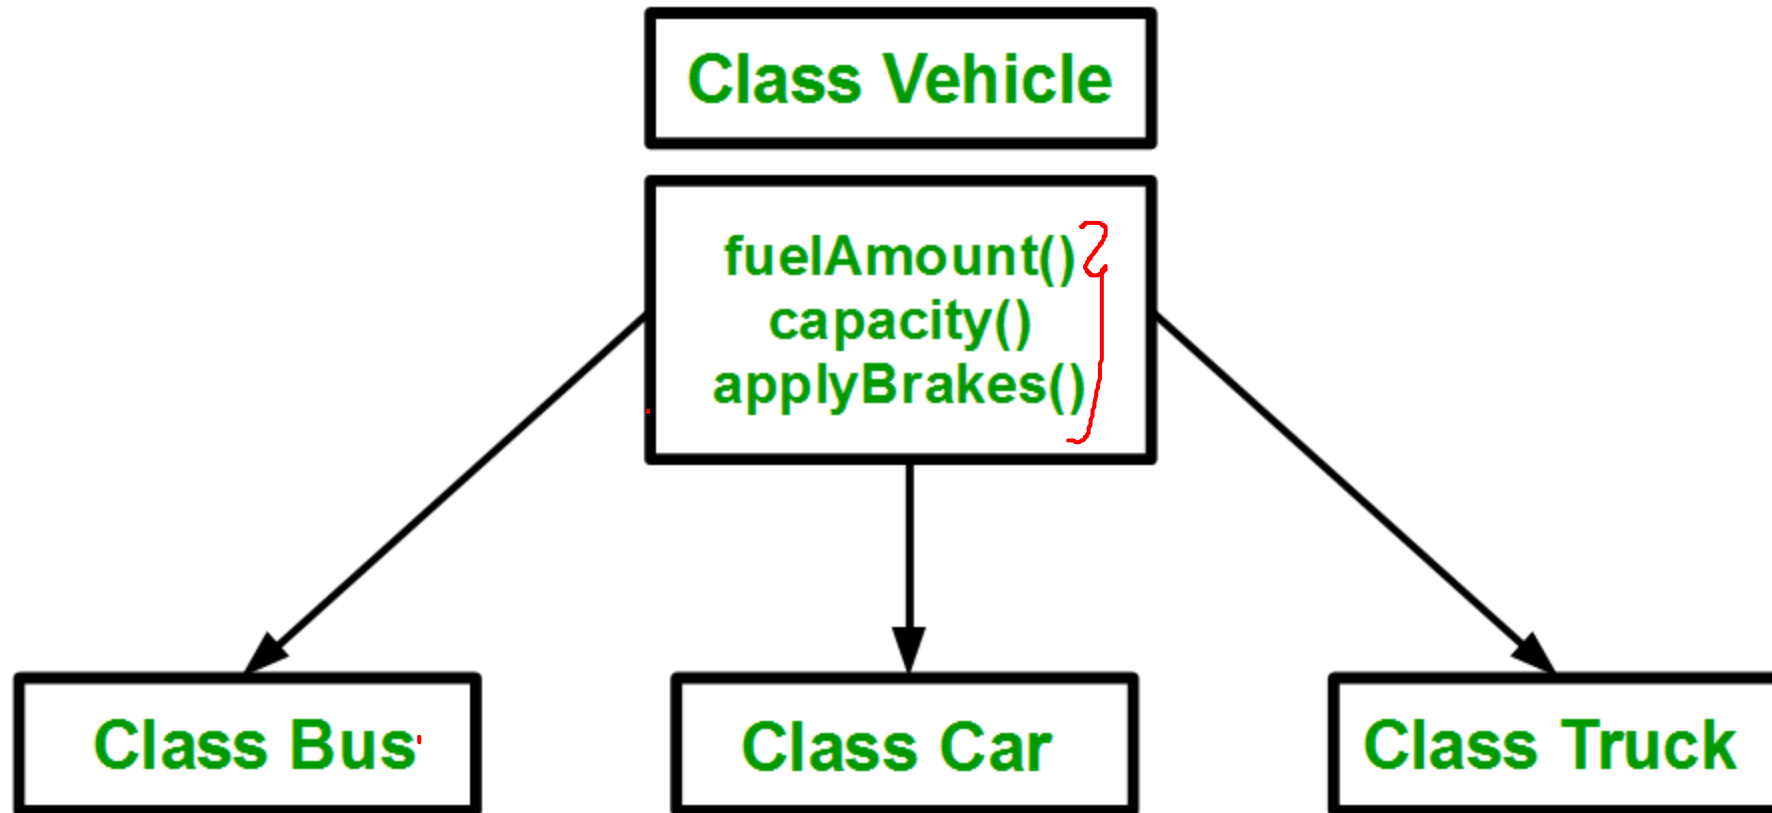 Class Vehicle
fuelAmount()
capacity()
applyBrakes()
Class Bus
Class Car
Class Truck